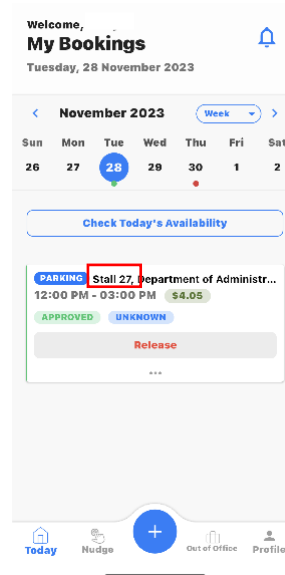 Welcome,
My Bookings
Tuesday, 28 November 2023
< November 2023 Week >
Sun Mon Tue Wed Thu Fri Sat
26 27 28 29 30 1 2
Check Today's Availability
PARKING Stall 27, Department of Administr...
12:00 PM - 03:00 PM $4.05
APPROVED UNKNOWN
Release
...
+
Today Nudge Out of Office Profile